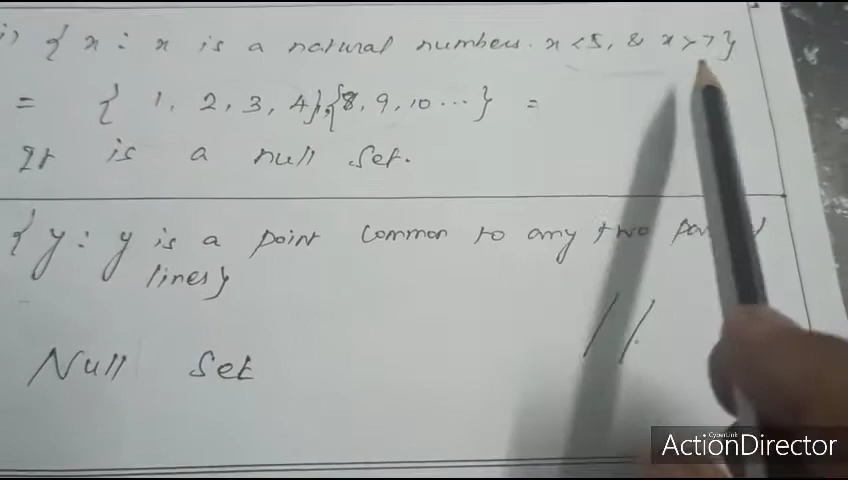 i) { x : x is a natural numbers. x < 5, & x > 7 }
= { 1, 2, 3, 4 }, { 8, 9, 10 ... } =
It is a null set.
{ y : y is a point common to any two
lines }
Null Set
CyberLink
ActionDirector